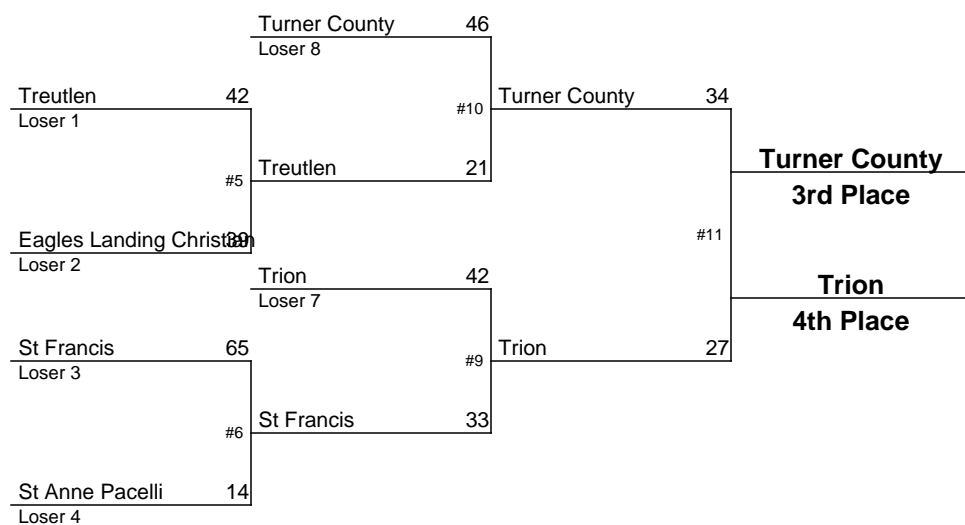 Turner County 46
Loser 8
Treutlen 42
Loser 1
#10
Turner County 34
Turner County
3rd Place
#5
Treutlen 21
Eagles Landing Christian 39
Loser 2
#11
Trion 42
Loser 7
Trion
4th Place
St Francis 65
Loser 3
#9
Trion 27
#6
St Francis 33
St Anne Pacelli 14
Loser 4